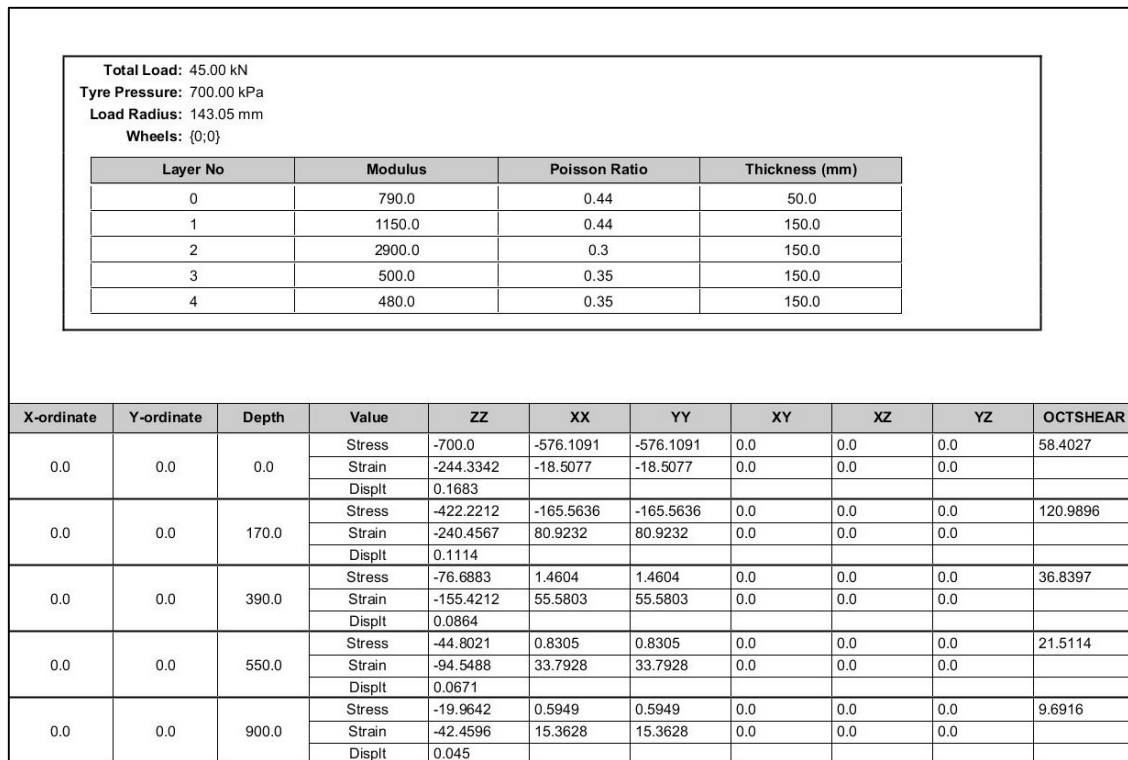 Total Load: 45.00 kN
Tyre Pressure: 700.00 kPa
Load Radius: 143.05 mm
Wheels: {0;0}
Layer No Modulus Poisson Ratio Thickness (mm)
0 790.0 0.44 50.0
1 1150.0 0.44 150.0
2 2900.0 0.3 150.0
3 500.0 0.35 150.0
4 480.0 0.35 150.0
X-ordinate Y-ordinate Depth Value ZZ XX YY XY XZ YZ OCTSHEAR
0.0 0.0 0.0 Stress -700.0 -576.1091 -576.1091 0.0 0.0 0.0 58.4027
Strain -244.3342 -18.5077 -18.5077 0.0 0.0 0.0
Displt 0.1683
0.0 0.0 170.0 Stress -422.2212 -165.5636 -165.5636 0.0 0.0 0.0 120.9896
Strain -240.4567 80.9232 80.9232 0.0 0.0 0.0
Displt 0.1114
0.0 0.0 390.0 Stress -76.6883 1.4604 1.4604 0.0 0.0 0.0 36.8397
Strain -155.4212 55.5803 55.5803 0.0 0.0 0.0
Displt 0.0864
0.0 0.0 550.0 Stress -44.8021 0.8305 0.8305 0.0 0.0 0.0 21.5114
Strain -94.5488 33.7928 33.7928 0.0 0.0 0.0
Displt 0.0671
0.0 0.0 900.0 Stress -19.9642 0.5949 0.5949 0.0 0.0 0.0 9.6916
Strain -42.4596 15.3628 15.3628 0.0 0.0 0.0
Displt 0.045